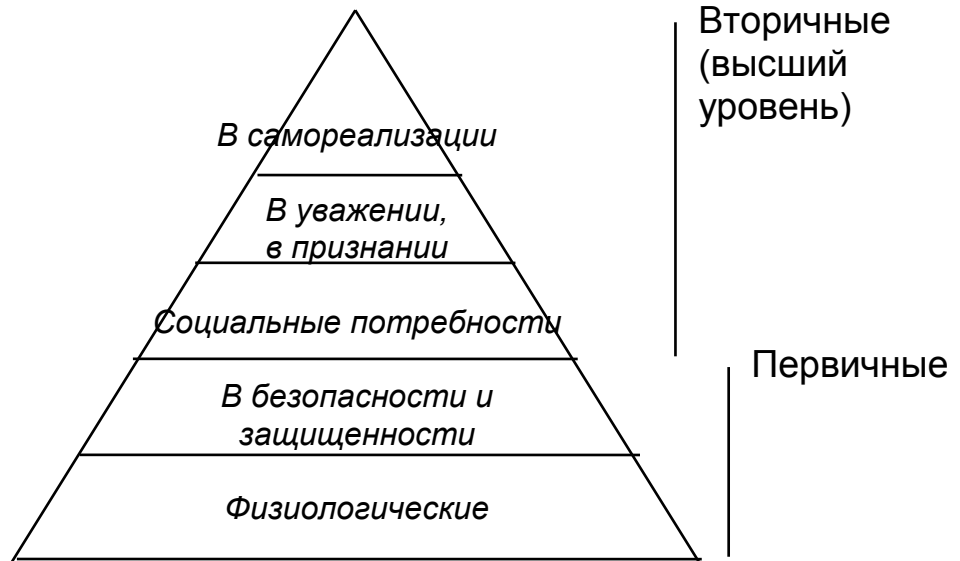 Вторичные
(высший
уровень)
В самореализации
В уважении,
в признании
Социальные потребности
Первичные
В безопасности и
защищенности
Физиологические